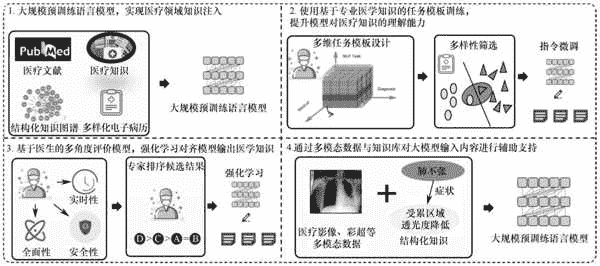 1. 大规模预训练语言模型,实现医疗领域知识注入
PubMed
医疗文献
医疗知识
结构化知识图谱
多样化电子病历
大规模预训练语言模型
2. 使用基于专业医学知识的任务模板训练,
提升模型对医疗知识的理解能力
多维任务模板设计
Diagnosis
多样性筛选
指令微调
3. 基于医生的多角度评价模型,强化学习对齐模型输出医学知识
实时性
全面性
安全性
专家排序候选结果
D>C>A=B
强化学习
4.通过多模态数据与知识库对大模型输入内容进行辅助支持
医疗影像、彩超等
多模态数据
肺不张
症状
受累区域
透光度降低
结构化知识
大规模预训练语言模型